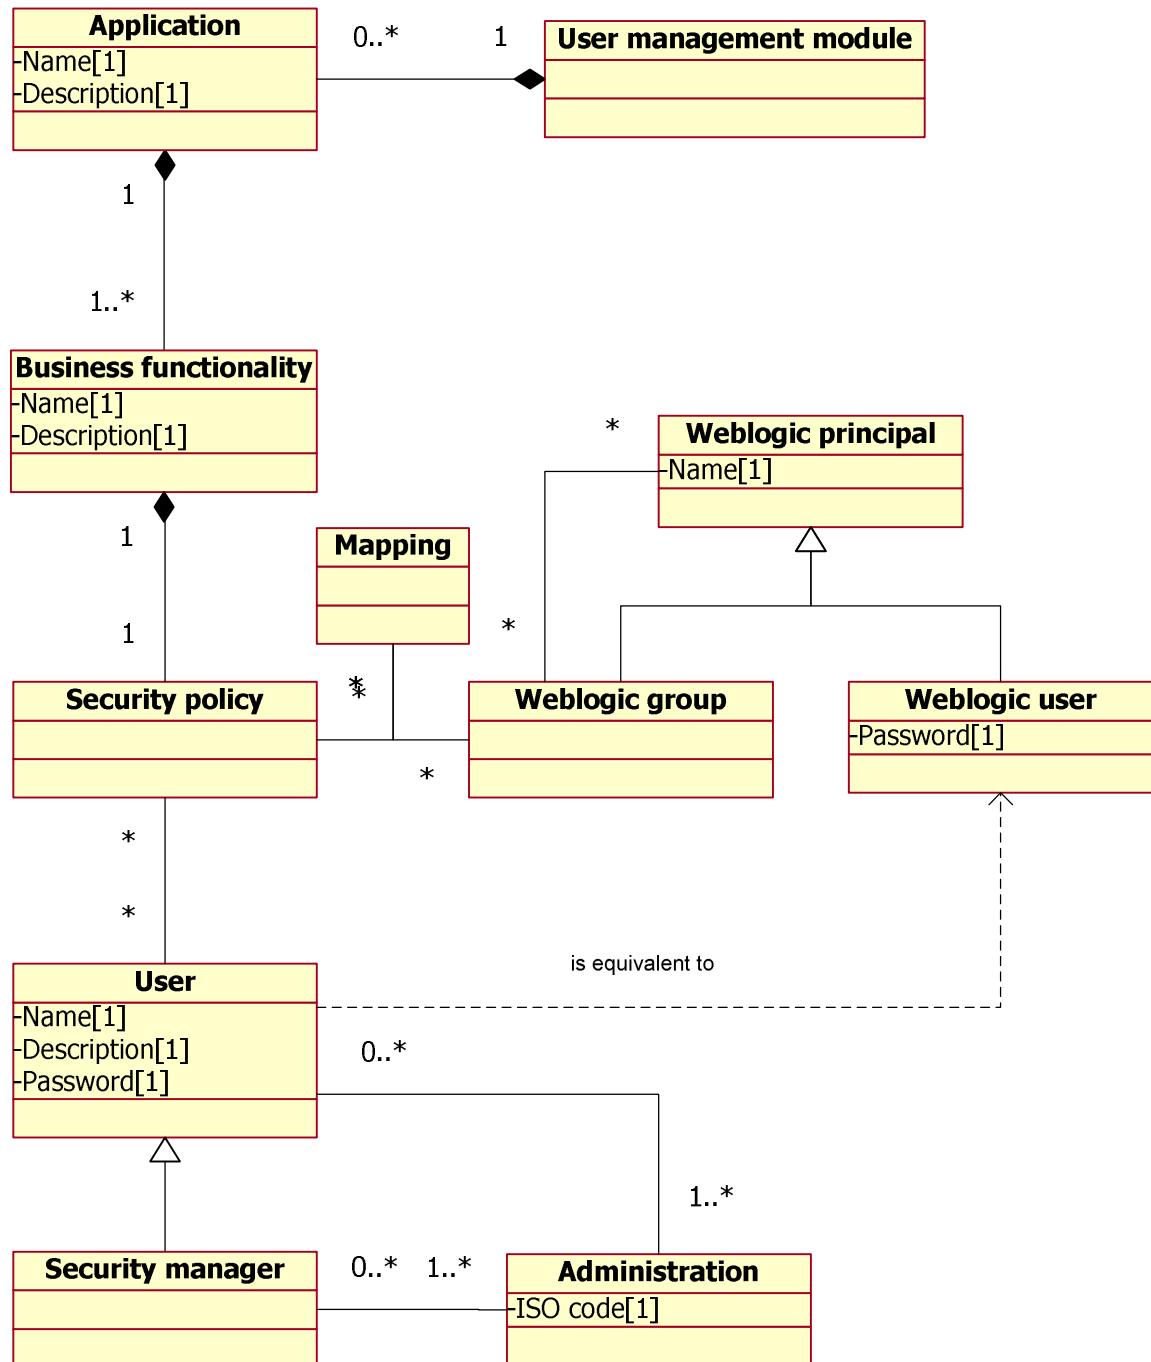 Application
-Name[1]
-Description[1]
0..*
1
User management module
1
1..*
Business functionality
-Name[1]
-Description[1]
1
1
Mapping
*
Weblogic principal
-Name[1]
*
*
*
*
Security policy
Weblogic group
Weblogic user
-Password[1]
*
*
User
-Name[1]
-Description[1]
-Password[1]
is equivalent to
0..*
1..*
Security manager
0..*
1..*
Administration
-ISO code[1]